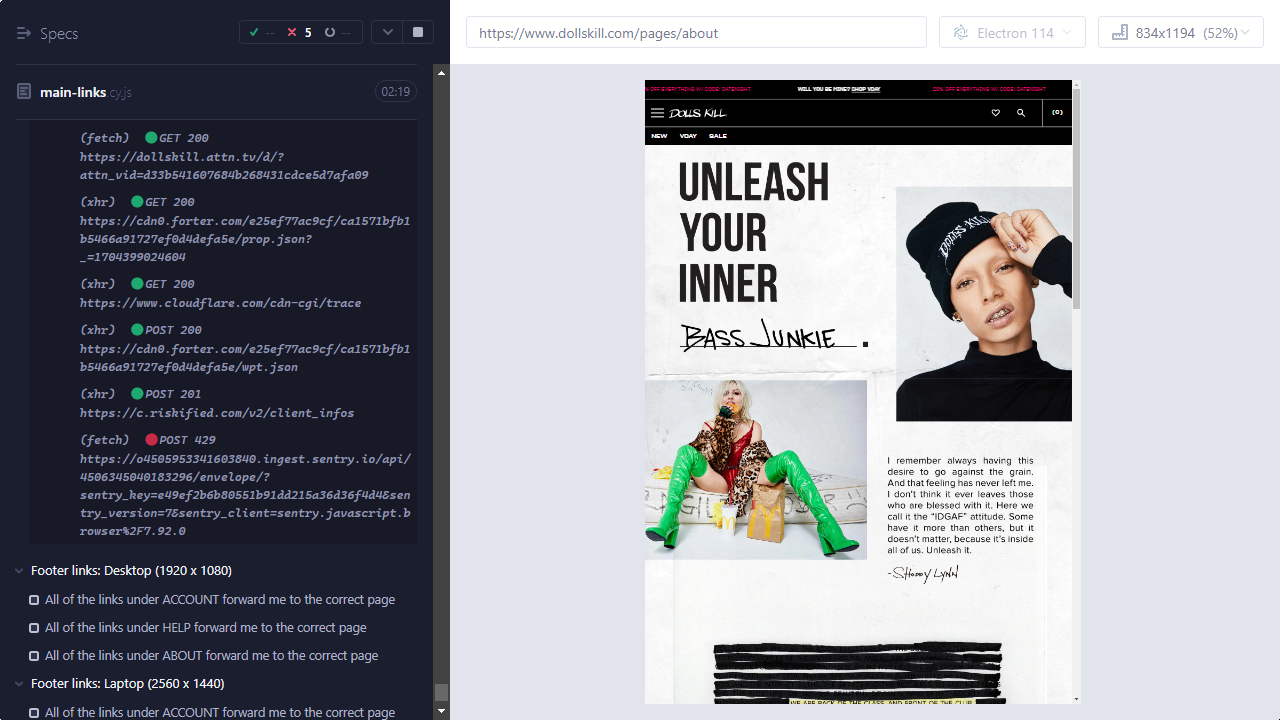 Specs
-- 5 --
main-links.cy.js 02:19
(fetch) GET 200
https://dollskill.attn.tv/d/?
attn_vid=d33b541607684b268431cdce5d7afa09
(xhr) GET 200
https://cdn0.forter.com/e25ef77ac9cf/ca1571bfb1
b5466a91727ef0d4defa5e/prop.json?
_=1704399024604
(xhr) GET 200
https://www.cloudflare.com/cdn-cgi/trace
(xhr) POST 200
https://cdn0.forter.com/e25ef77ac9cf/ca1571bfb1
b5466a91727ef0d4defa5e/wpt.json
(xhr) POST 201
https://c.riskified.com/v2/client_infos
(fetch) POST 429
https://o4505953341603840.ingest.sentry.io/api/
4506355040183296/envelope/?
sentry_key=e49ef2b6b80551b91dd215a36d36f4d4&sen
try_version=7&sentry_client=sentry.javascript.b
rowser%2F7.92.0
Footer links: Desktop (1920 x 1080)
All of the links under ACCOUNT forward me to the correct page
All of the links under HELP forward me to the correct page
All of the links under ABOUT forward me to the correct page
Footer links: Laptop (2560 x 1440)
All of the links under ACCOUNT forward me to the correct page
https://www.dollskill.com/pages/about
Electron 114
834x1194 (52%)
% OFF EVERYTHING W/ CODE: DATENIGHT
WILL YOU BE MINE? SHOP VDAY
20% OFF EVERYTHING W/ CODE: DATENIGHT
DOLLS KILL
(0)
NEW VDAY SALE
UNLEASH
YOUR
INNER
BASS JUNKIE.
DOLLS KILL
I remember always having this
desire to go against the grain.
And that feeling has never left me.
I don't think it ever leaves those
who are blessed with it. Here we
call it the “IDGAF” attitude. Some
have it more than others, but it
doesn't matter, because it's inside
all of us. Unleash it.
-SHODDY LYNN
WE ARE BACK OF THE CLASS AND FRONT OF THE CLUB